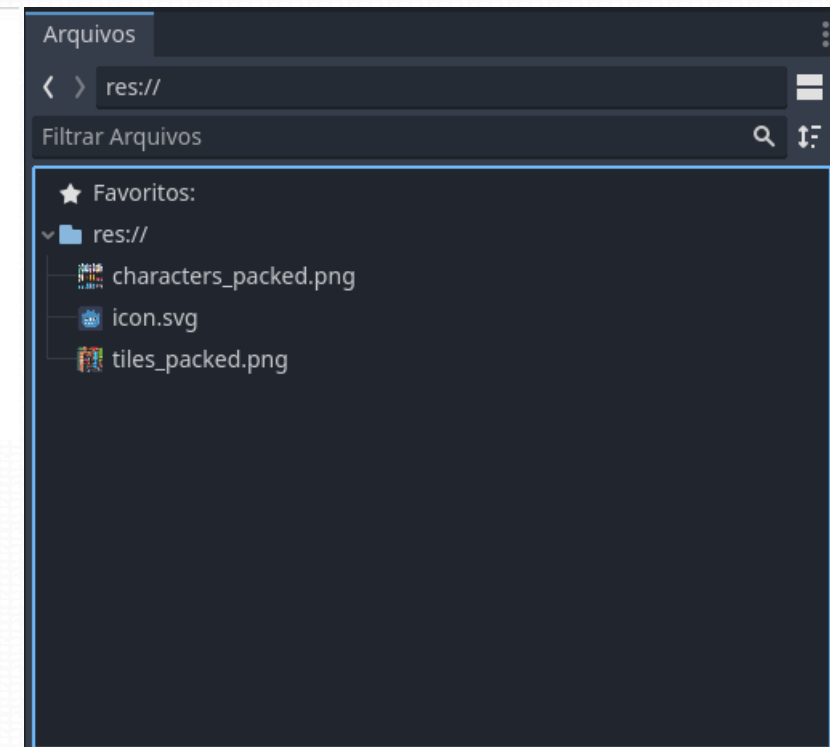 Arquivos
res://
Filtrar Arquivos
Favoritos:
res://
characters_packed.png
icon.svg
tiles_packed.png